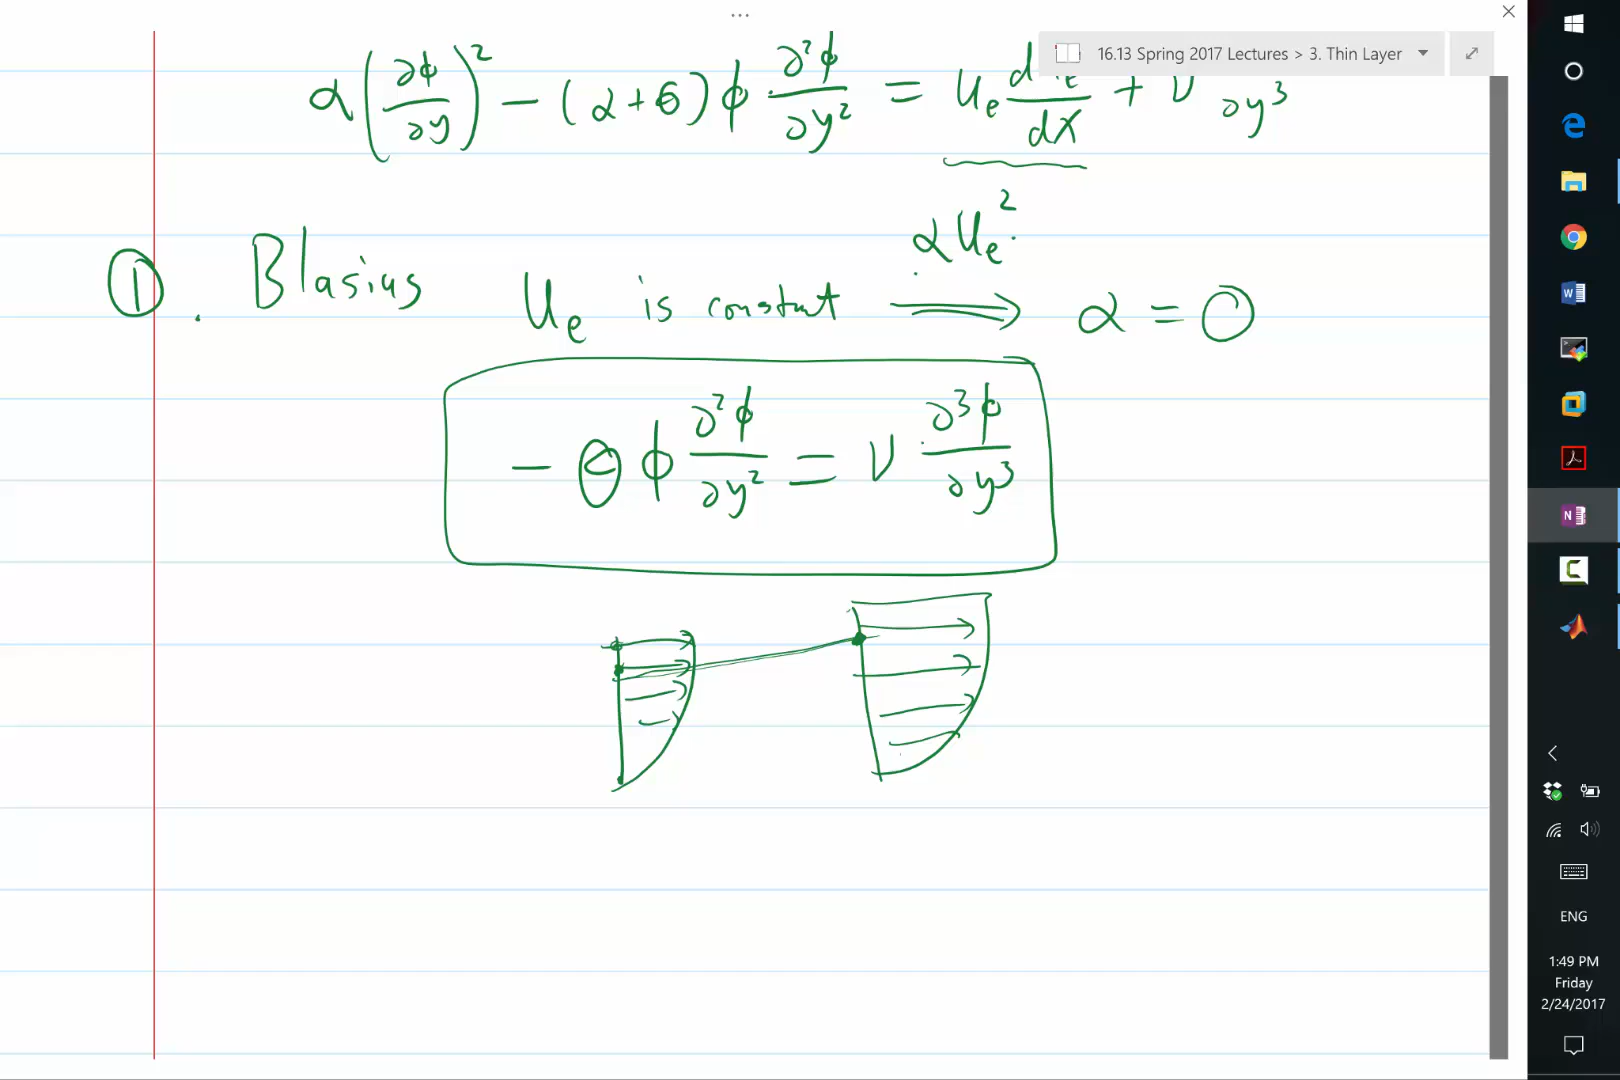 16.13 Spring 2017 Lectures > 3. Thin Layer
α(∂ϕ/∂y)² − (α+θ) ϕ ∂²ϕ/∂y² = Ue d /dx + ν ∂y³
αUe²
①. Blasius Ue is constant ⟹ α = 0
− θ ϕ ∂²ϕ/∂y² = ν ∂³ϕ/∂y³
ENG
1:49 PM
Friday
2/24/2017